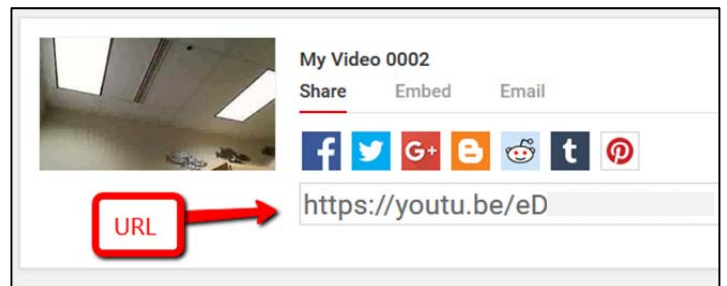 My Video 0002
Share Embed Email
f G+ B t
https://youtu.be/eD
URL